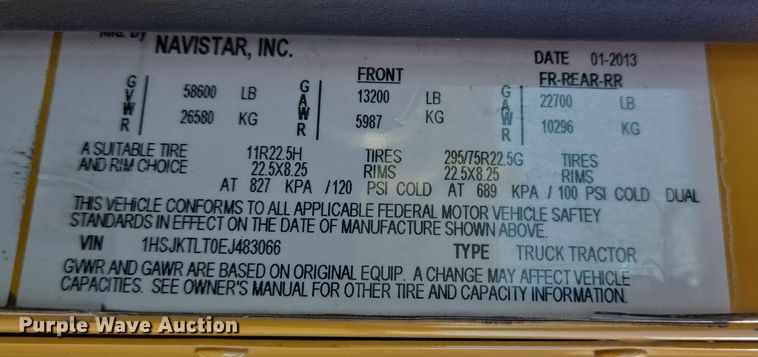 Mfg. By NAVISTAR, INC. DATE 01-2013
FRONT FR-REAR-RR
GVWR 58600 LB GAWR 13200 LB GAWR 22700 LB
26580 KG 5987 KG 10296 KG
A SUITABLE TIRE 11R22.5H TIRES 295/75R22.5G TIRES
AND RIM CHOICE 22.5X8.25 RIMS 22.5X8.25 RIMS
AT 827 KPA /120 PSI COLD AT 689 KPA / 100 PSI COLD DUAL
THIS VEHICLE CONFORMS TO ALL APPLICABLE FEDERAL MOTOR VEHICLE SAFTEY
STANDARDS IN EFFECT ON THE DATE OF MANUFACTURE SHOWN ABOVE.
VIN 1HSJKTLT0EJ483066 TYPE TRUCK TRACTOR
GVWR AND GAWR ARE BASED ON ORIGINAL EQUIP. A CHANGE MAY AFFECT VEHICLE
CAPACITIES. SEE OWNER'S MANUAL FOR OTHER TIRE AND CAPACITY INFORMATION.
Purple Wave Auction